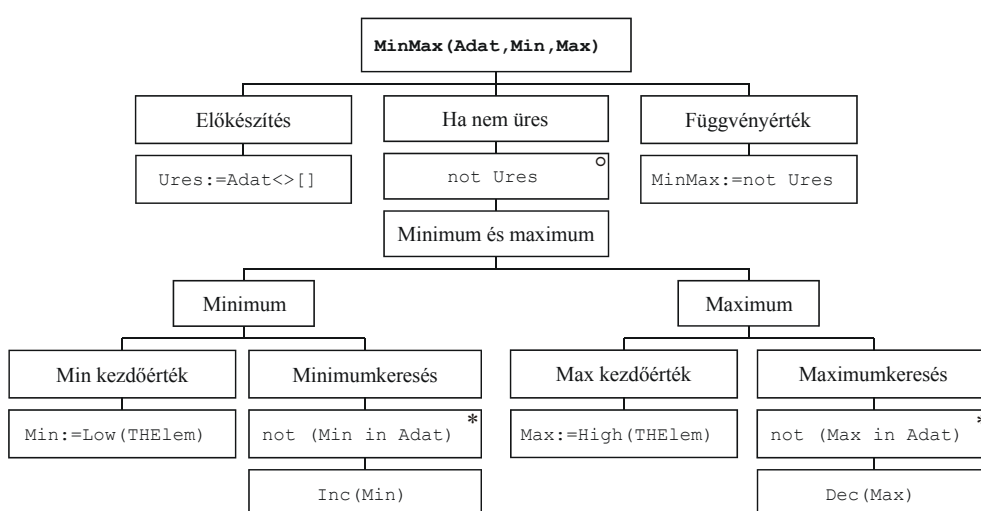 MinMax(Adat,Min,Max)
Előkészítés
Ha nem üres
Függvényérték
Ures:=Adat<>[]
not Ures
MinMax:=not Ures
Minimum és maximum
Minimum
Maximum
Min kezdőérték
Minimumkeresés
Max kezdőérték
Maximumkeresés
Min:=Low(THElem)
not (Min in Adat)
*
Max:=High(THElem)
not (Max in Adat)
*
Inc(Min)
Dec(Max)